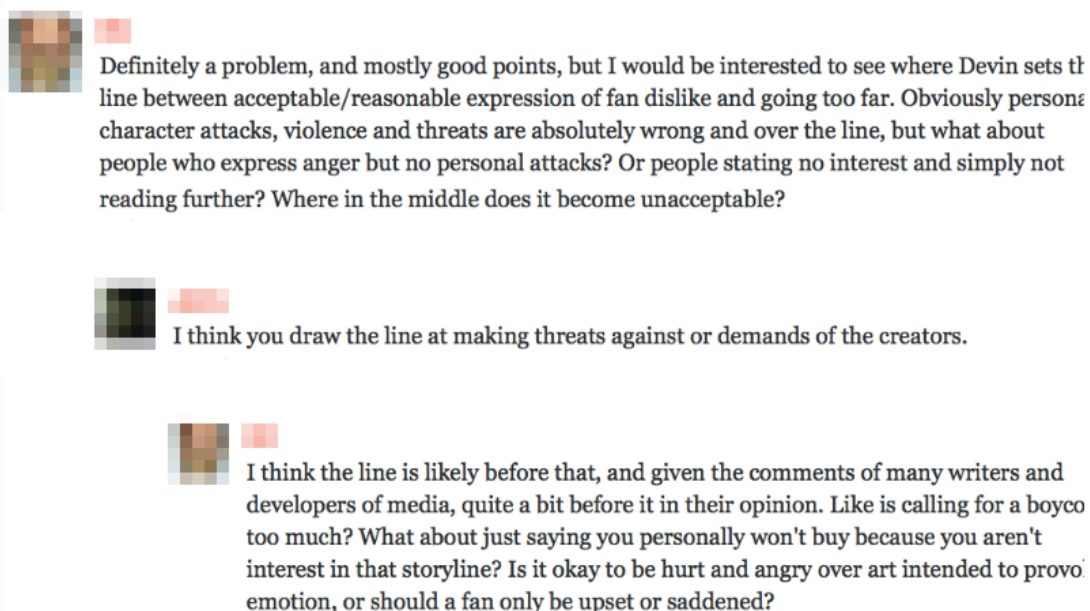 Definitely a problem, and mostly good points, but I would be interested to see where Devin sets th
line between acceptable/reasonable expression of fan dislike and going too far. Obviously persona
character attacks, violence and threats are absolutely wrong and over the line, but what about
people who express anger but no personal attacks? Or people stating no interest and simply not
reading further? Where in the middle does it become unacceptable?
I think you draw the line at making threats against or demands of the creators.
I think the line is likely before that, and given the comments of many writers and
developers of media, quite a bit before it in their opinion. Like is calling for a boyco
too much? What about just saying you personally won't buy because you aren't
interest in that storyline? Is it okay to be hurt and angry over art intended to provo
emotion, or should a fan only be upset or saddened?